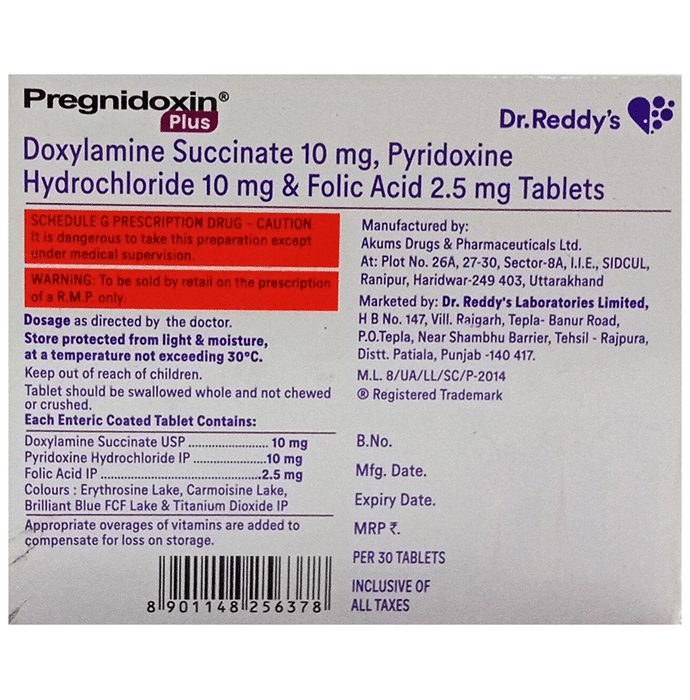 Pregnidoxin®
Plus
Dr.Reddy's
Doxylamine Succinate 10 mg, Pyridoxine
Hydrochloride 10 mg & Folic Acid 2.5 mg Tablets
SCHEDULE G PRESCRIPTION DRUG - CAUTION
It is dangerous to take this preparation except
under medical supervision.
WARNING: To be sold by retail on the prescription
of a R.M.P. only.
Dosage as directed by the doctor.
Store protected from light & moisture,
at a temperature not exceeding 30°C.
Keep out of reach of children.
Tablet should be swallowed whole and not chewed
or crushed.
Each Enteric Coated Tablet Contains:
Doxylamine Succinate USP ..................... 10 mg
Pyridoxine Hydrochloride IP ...................10 mg
Folic Acid IP ..........................................2.5 mg
Colours : Erythrosine Lake, Carmoisine Lake,
Brilliant Blue FCF Lake & Titanium Dioxide IP
Appropriate overages of vitamins are added to
compensate for loss on storage.
8 901148 256378
Manufactured by:
Akums Drugs & Pharmaceuticals Ltd.
At: Plot No. 26A, 27-30, Sector-8A, I.I.E., SIDCUL,
Ranipur, Haridwar-249 403, Uttarakhand
Marketed by: Dr. Reddy's Laboratories Limited,
H B No. 147, Vill. Rajgarh, Tepla- Banur Road,
P.O.Tepla, Near Shambhu Barrier, Tehsil - Rajpura,
Distt. Patiala, Punjab -140 417.
M.L. 8/UA/LL/SC/P-2014
® Registered Trademark
B.No.
Mfg. Date.
Expiry Date.
MRP ₹.
PER 30 TABLETS
INCLUSIVE OF
ALL TAXES